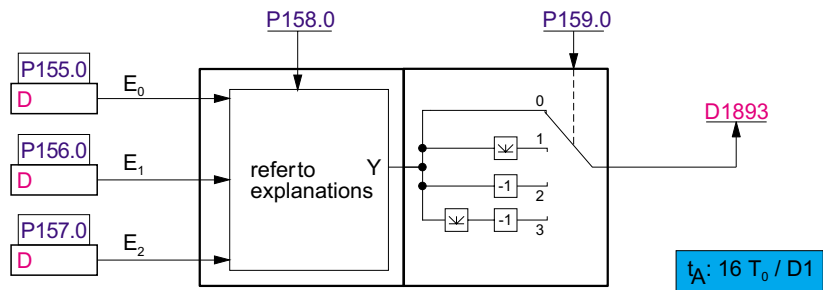 P158.0 P159.0
P155.0
D E0
0
D1893
P156.0
1
D E1
refer to
explanations
Y
-1
2
P157.0
-1
3
D E2
tA: 16 T0 / D1